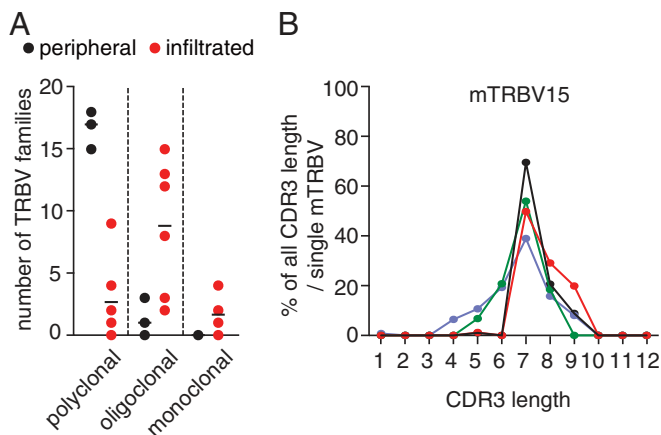 A
peripheral infiltrated
number of TRBV families
20
15
10
5
0
polyclonal
oligoclonal
monoclonal
B
mTRBV15
% of all CDR3 length
/ single mTRBV
100
80
60
40
20
0
1 2 3 4 5 6 7 8 9 10 11 12
CDR3 length